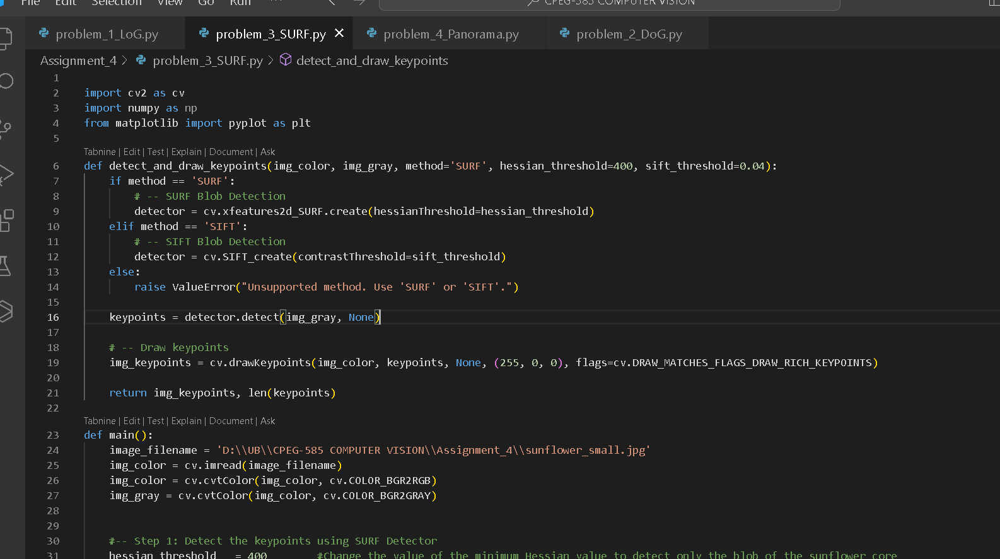 File Edit Selection View Go Run ...
CPEG-585 COMPUTER VISION
problem_1_LoG.py problem_3_SURF.py problem_4_Panorama.py problem_2_DoG.py
Assignment_4 > problem_3_SURF.py > detect_and_draw_keypoints
1
2 import cv2 as cv
3 import numpy as np
4 from matplotlib import pyplot as plt
5
Tabnine | Edit | Test | Explain | Document | Ask
6 def detect_and_draw_keypoints(img_color, img_gray, method='SURF', hessian_threshold=400, sift_threshold=0.04):
7 if method == 'SURF':
8 # -- SURF Blob Detection
9 detector = cv.xfeatures2d_SURF.create(hessianThreshold=hessian_threshold)
10 elif method == 'SIFT':
11 # -- SIFT Blob Detection
12 detector = cv.SIFT_create(contrastThreshold=sift_threshold)
13 else:
14 raise ValueError("Unsupported method. Use 'SURF' or 'SIFT'.")
15
16 keypoints = detector.detect(img_gray, None)
17
18 # -- Draw keypoints
19 img_keypoints = cv.drawKeypoints(img_color, keypoints, None, (255, 0, 0), flags=cv.DRAW_MATCHES_FLAGS_DRAW_RICH_KEYPOINTS)
20
21 return img_keypoints, len(keypoints)
22
Tabnine | Edit | Test | Explain | Document | Ask
23 def main():
24 image_filename = 'D:\\UB\\CPEG-585 COMPUTER VISION\\Assignment_4\\sunflower_small.jpg'
25 img_color = cv.imread(image_filename)
26 img_color = cv.cvtColor(img_color, cv.COLOR_BGR2RGB)
27 img_gray = cv.cvtColor(img_color, cv.COLOR_BGR2GRAY)
28
29
30 #-- Step 1: Detect the keypoints using SURF Detector
31 hessian_threshold = 400 #Change the value of the minimum Hessian value to detect only the blob of the sunflower core